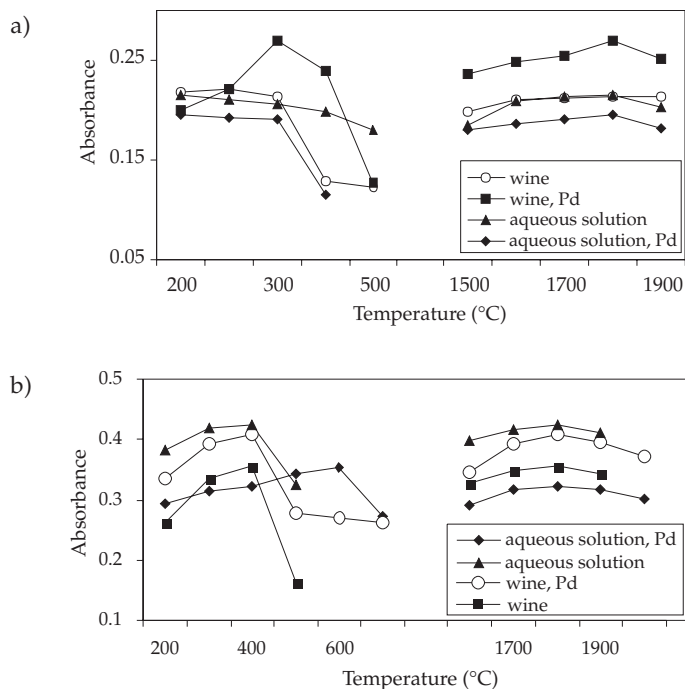 a)
0.25
0.15
0.05
Absorbance
wine
wine, Pd
aqueous solution
aqueous solution, Pd
200 300 500 1500 1700 1900
Temperature (°C)
b)
0.5
0.4
0.3
0.2
0.1
Absorbance
aqueous solution, Pd
aqueous solution
wine, Pd
wine
200 400 600 1700 1900
Temperature (°C)